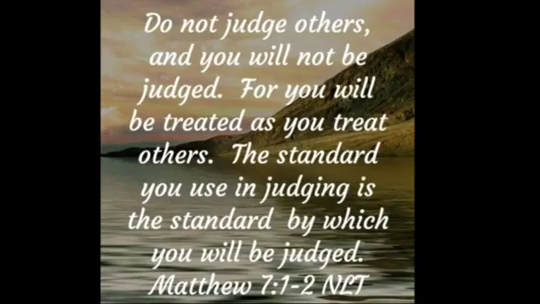 Do not judge others,
and you will not be
judged. For you will
be treated as you treat
others. The standard
you use in judging is
the standard by which
you will be judged.
Matthew 7:1-2 NLT